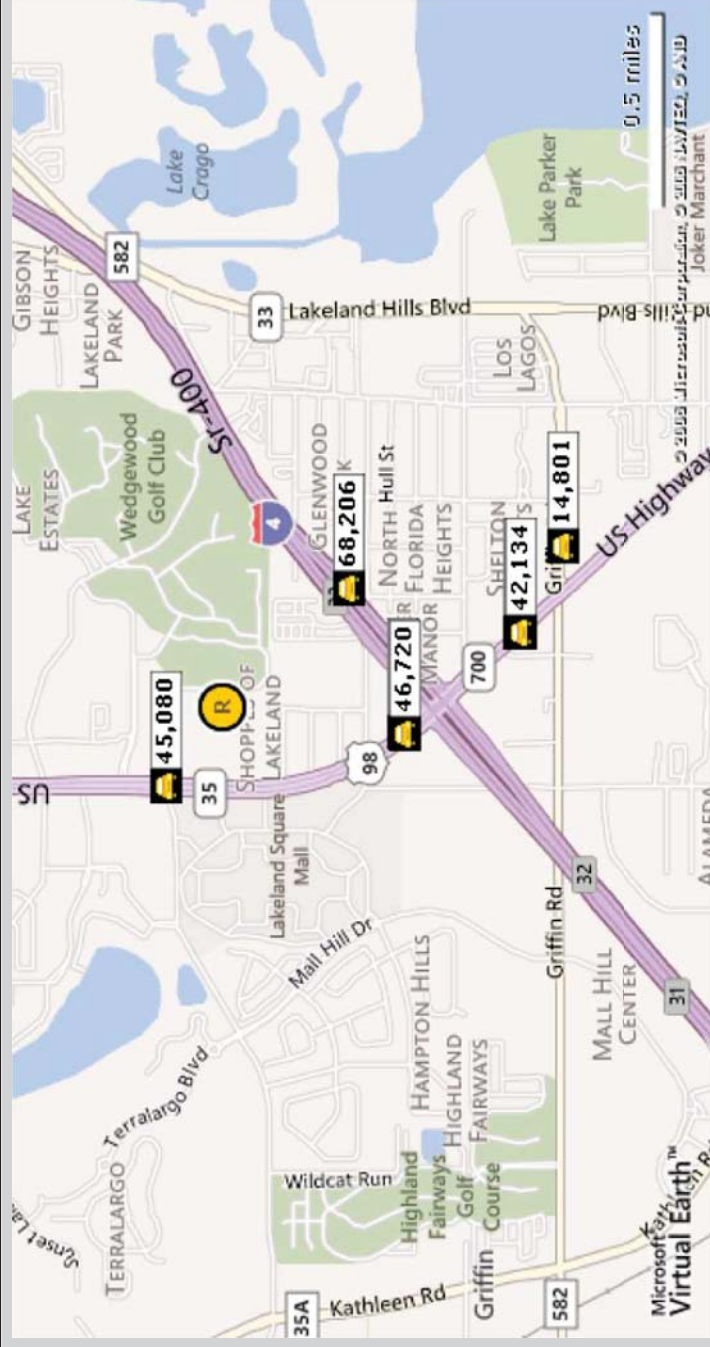 GIBSON
HEIGHTS
582
LAKELAND
PARK
Lake
Crago
33
Lakeland Hills Blvd
Lake Parker
Park
0.5 miles
Joker Marchant
LOS
LAGOS
LAKE
ESTATES
Wedgewood
Golf Club
Sr-400
4
GLENWOOD
68,206
Hull St
NORTH
FLORIDA
HEIGHTS
SHELTON
42,134
14,801
US Highway
MANOR
46,720
700
45,080
R
SHOPPES OF
LAKELAND
US
35
98
Lakeland Square
Mall
Mall Hill Dr
32
Griffin Rd
MALL HILL
CENTER
31
HAMPTON HILLS
HIGHLAND
FAIRWAYS
Terralargo Blvd
TERRALARGO
Wildcat Run
Highland
Fairways
Golf
Course
Griffin
Kathleen Rd
35A
582
Microsoft
Virtual Earth™